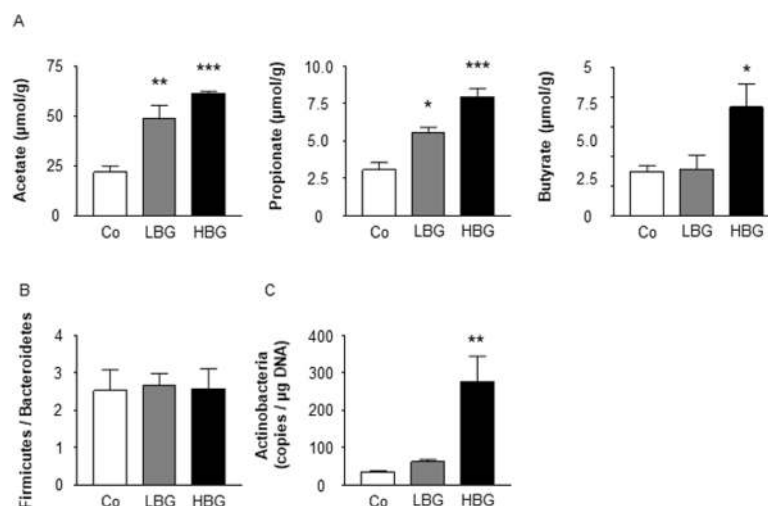 A
Acetate (µmol/g)
75
50
25
0
**
***
Co LBG HBG
Propionate (µmol/g)
10.0
7.5
5.0
2.5
0
*
***
Co LBG HBG
Butyrate (µmol/g)
5
7.5
5.0
2.5
0
*
Co LBG HBG
B
Firmicutes / Bacteroidetes
4
3
2
1
0
Co LBG HBG
C
Actinobacteria
(copies / µg DNA)
400
300
200
100
0
**
Co LBG HBG